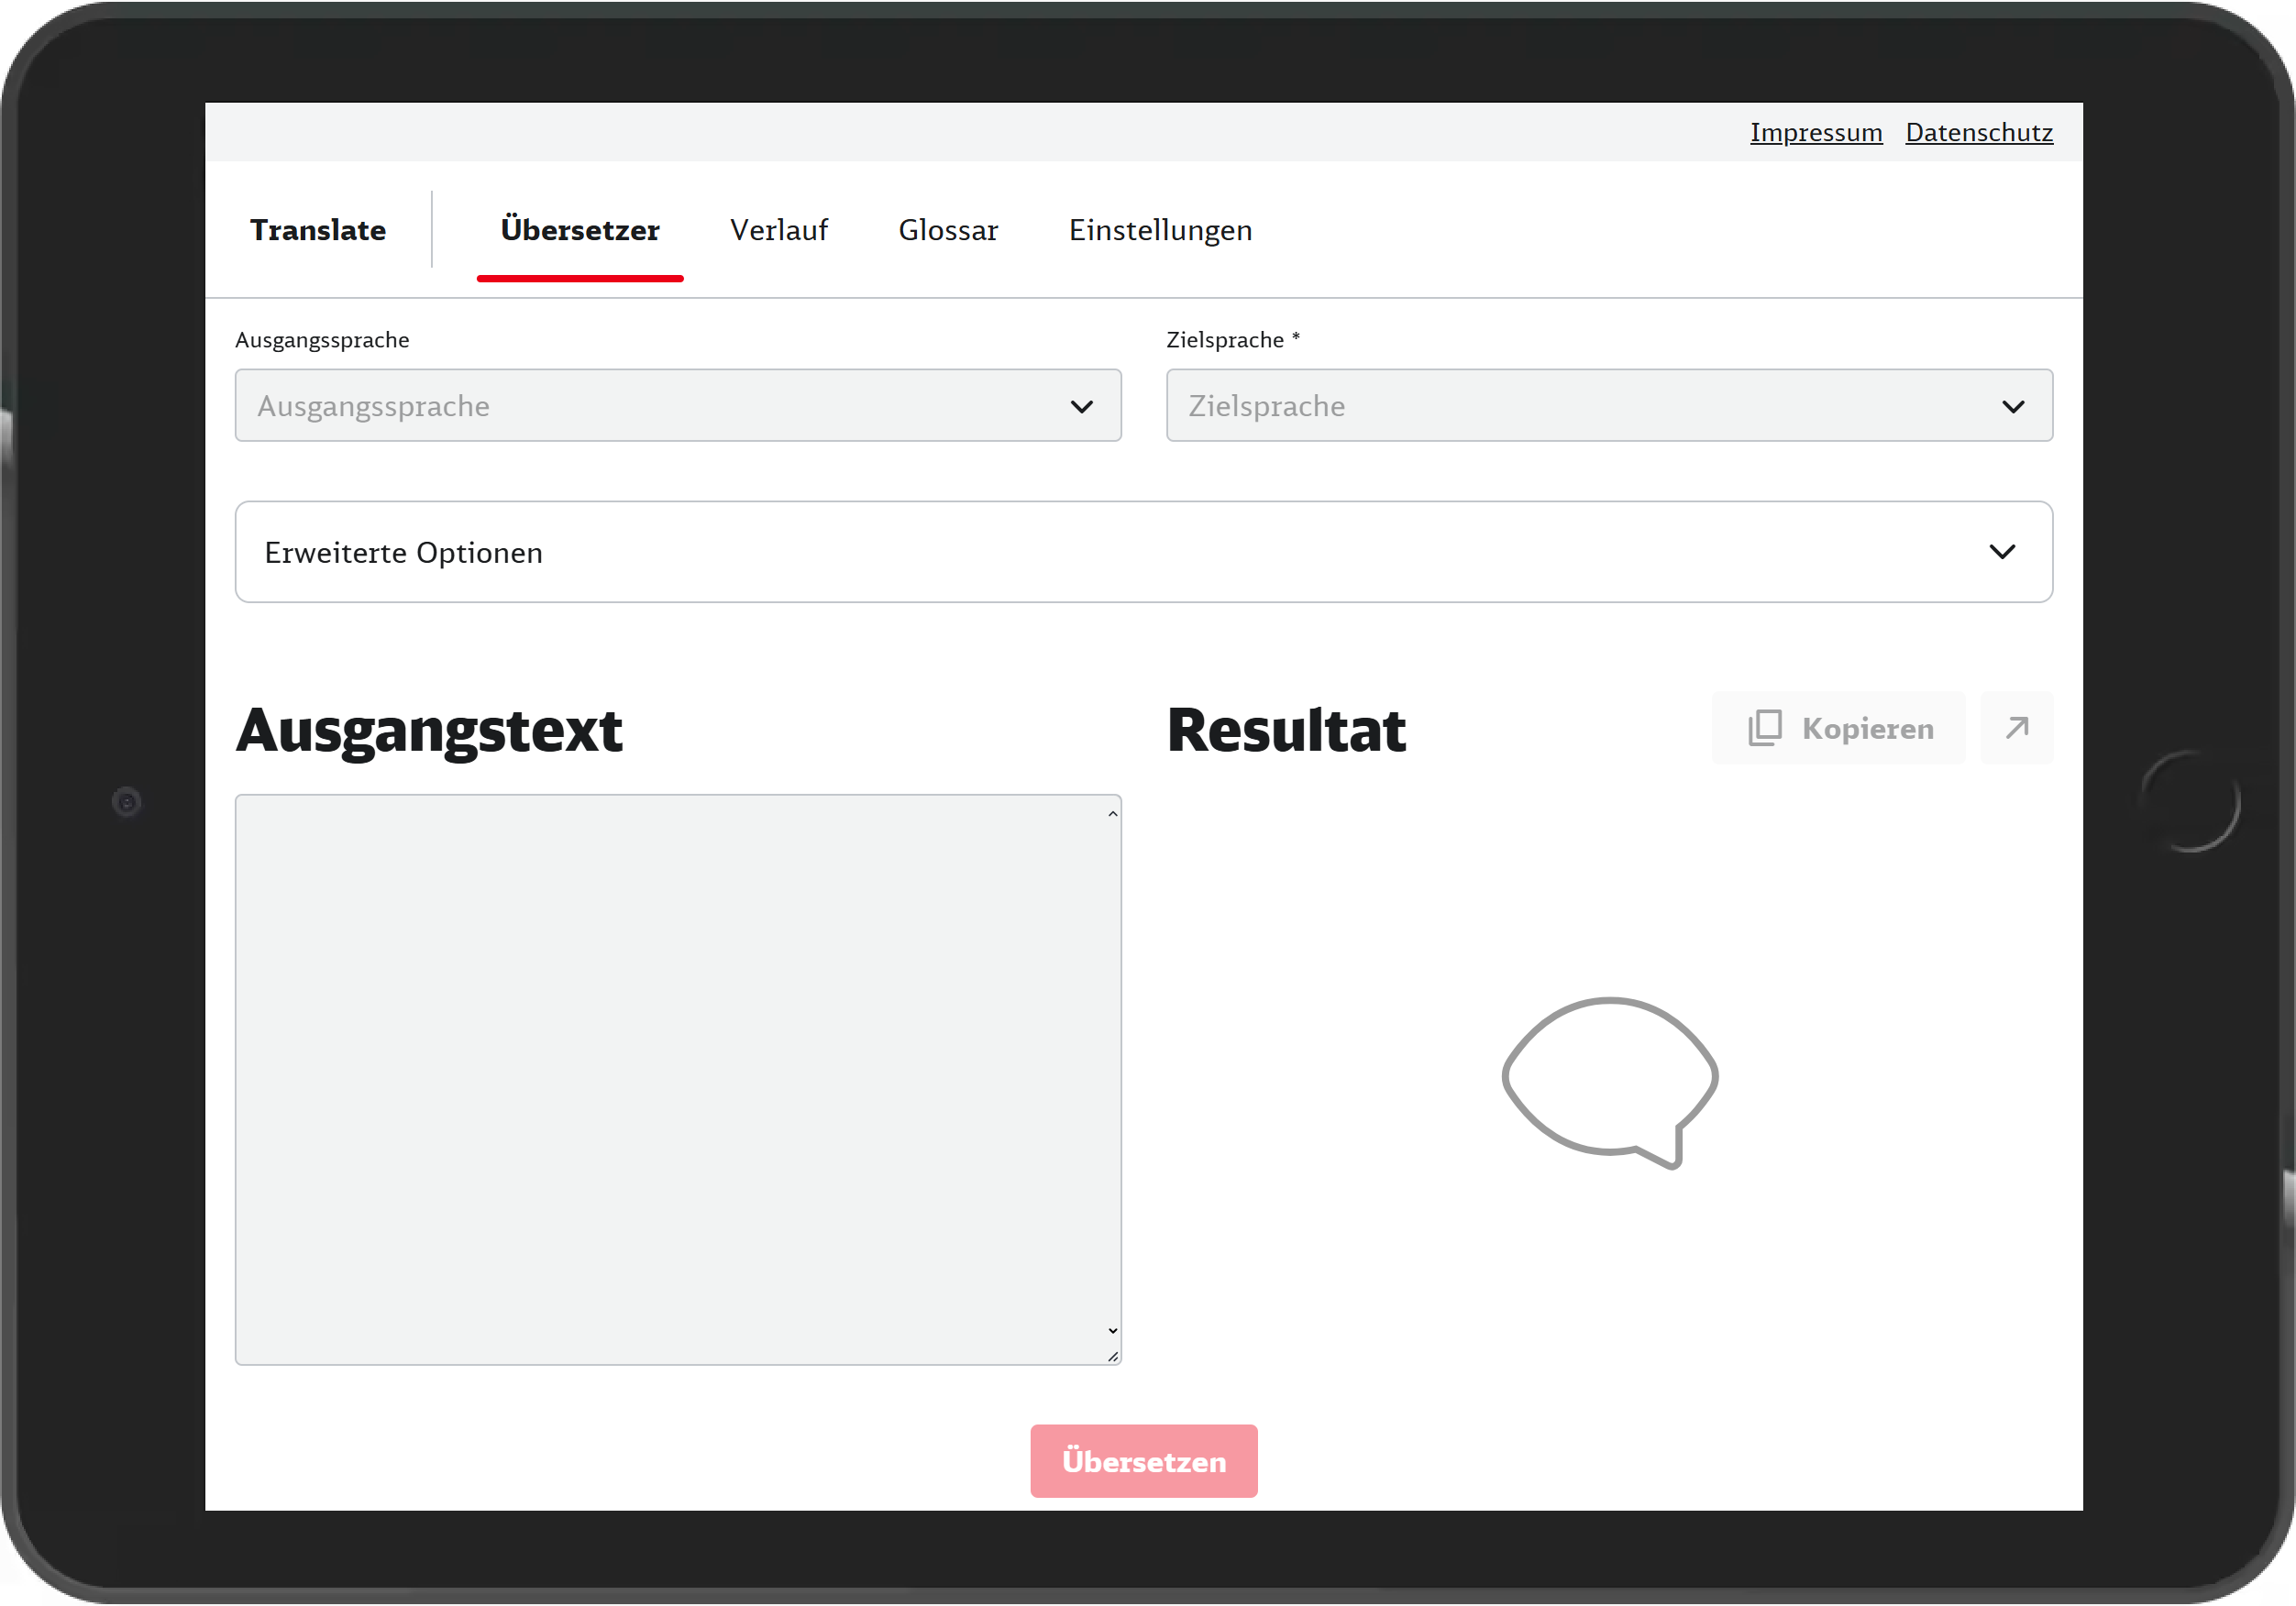 Impressum Datenschutz
Translate Übersetzer Verlauf Glossar Einstellungen
Ausgangssprache Zielsprache *
Ausgangssprache Zielsprache
Erweiterte Optionen
Ausgangstext Resultat Kopieren
Übersetzen